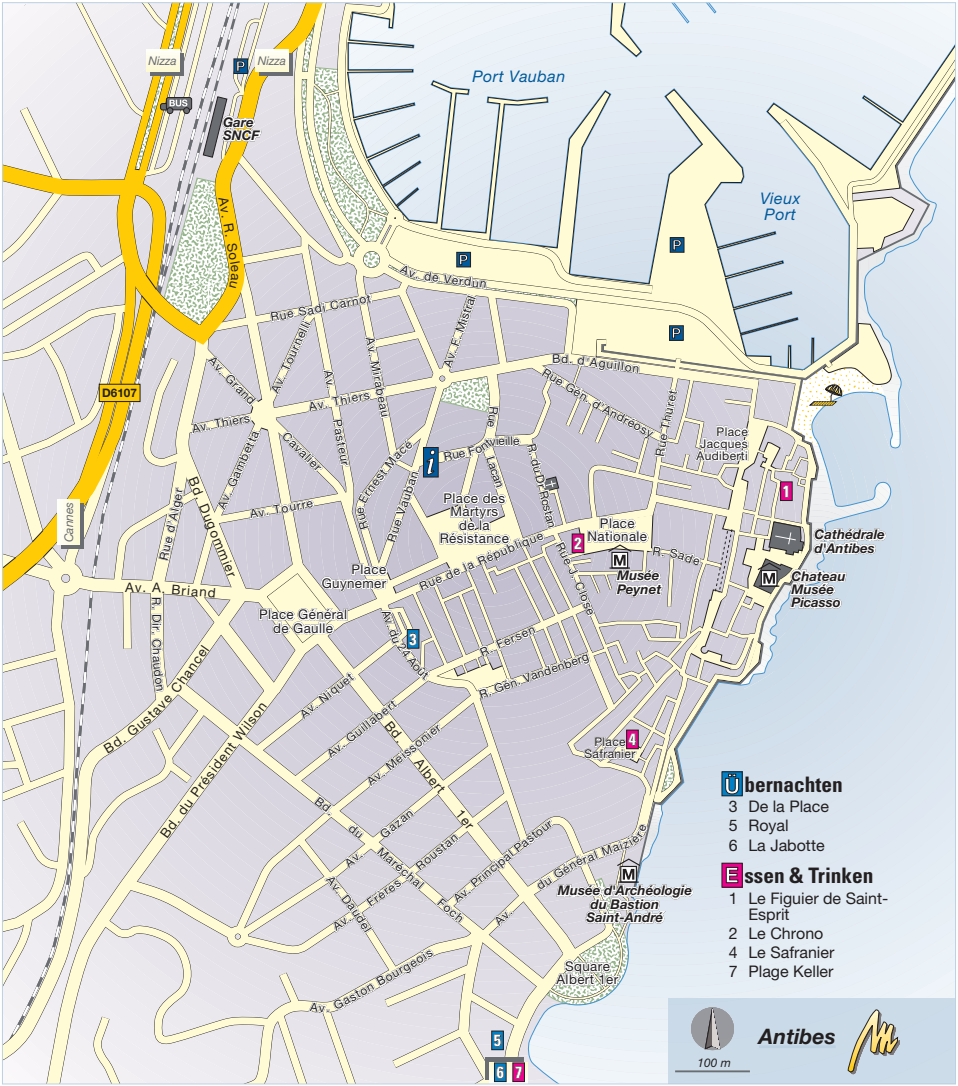 Port Vauban
Nizza
Nizza
P
BUS
Gare
SNCF
Vieux
Port
Av. R. Soleau
P
P
Av. de Verdun
Rue Sadi Carnot
Av. F. Mistral
P
Av. Tournelli
Av. Mirabeau
Bd. d'Aguillon
Av. Grand
Cavalier
Av. Pasteur
Av. Thiers
Rue Gen. d'Andreosy
D6107
Rue Thuret
Av. Thiers
Rue
Lacan
Place
Jacques
Audiberti
Av. Gambetta
Rue Ernest Macé
Rue Fontvieille
i
R. du Dr. Rostan
Rue Vauban
1
Cannes
Rue d'Alger
Bd. Dugommier
Av. Tourre
Place des
Martyrs
de la
Résistance
Place
Nationale
2
Cathédrale
d'Antibes
Rue de la République
R. Sade
M
Musée
Peynet
Place
Guynemer
M
Chateau
Musée
Picasso
Rue J. Close
Av. A. Briand
Place Général
de Gaulle
R. Dir. Chaudon
Av. du 24 Août
3
R. Fersen
R. Gén. Vandenberg
Bd. Gustave Chancel
Av. Niquet
Av. Guillabert
Bd. Albert 1er
Av. Meissonier
Place
Safranier
4
Bd. du Président Wilson
Bd. du Maréchal Foch
Av. Gazan
Av. Frères Roustan
Av. Principal Pastour
Av. du Général Maizière
Av. Daudel
M
Musée d'Archéologie
du Bastion
Saint-André
Square
Albert 1er
Av. Gaston Bourgeois
5
6
7
Übernachten
3 De la Place
5 Royal
6 La Jabotte
Essen & Trinken
1 Le Figuier de Saint-
Esprit
2 Le Chrono
4 Le Safranier
7 Plage Keller
100 m
Antibes